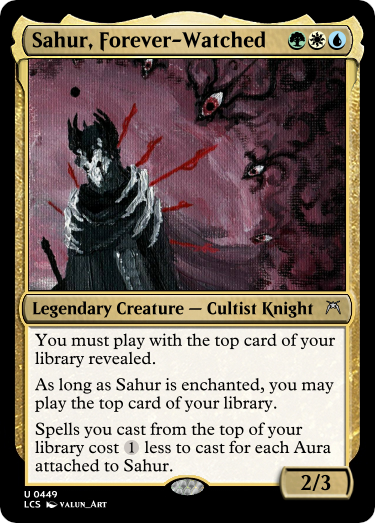 Sahur, Forever-Watched
Legendary Creature — Cultist Knight
You must play with the top card of your
library revealed.
As long as Sahur is enchanted, you may
play the top card of your library.
Spells you cast from the top of your
library cost 1 less to cast for each Aura
attached to Sahur.
2/3
U 0449
LCS VALUN_ART